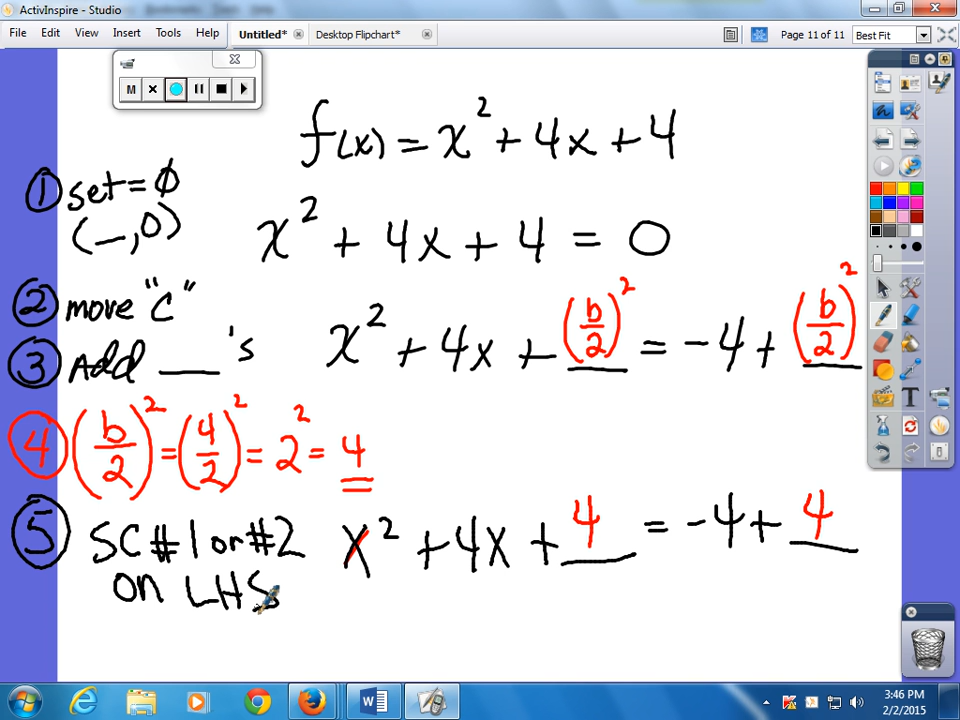 ActivInspire - Studio
File Edit View Insert Tools Help Untitled* Desktop Flipchart* Page 11 of 11 Best Fit
M
f(x) = x² + 4x + 4
① set = ∅
(__, 0)
x² + 4x + 4 = 0
② move "C"
③ Add ___'s x² + 4x + (b/2)² = -4 + (b/2)²
④ (b/2)² = (4/2)² = 2² = 4
⑤ SC #1 or #2 x² + 4x + 4 = -4 + 4
on LHS
3:46 PM
2/2/2015